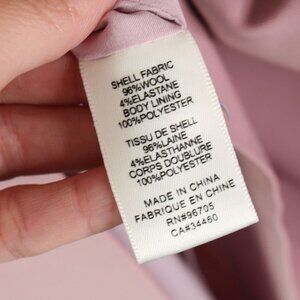 SHELL FABRIC
96%WOOL
4%ELASTANE
BODY LINING
100%POLYESTER
TISSU DE SHELL
96%LAINE
4%ELASTHANNE
CORPS DOUBLURE
100%POLYESTER
MADE IN CHINA
FABRIQUE EN CHINE
RN#96705
CA#34460